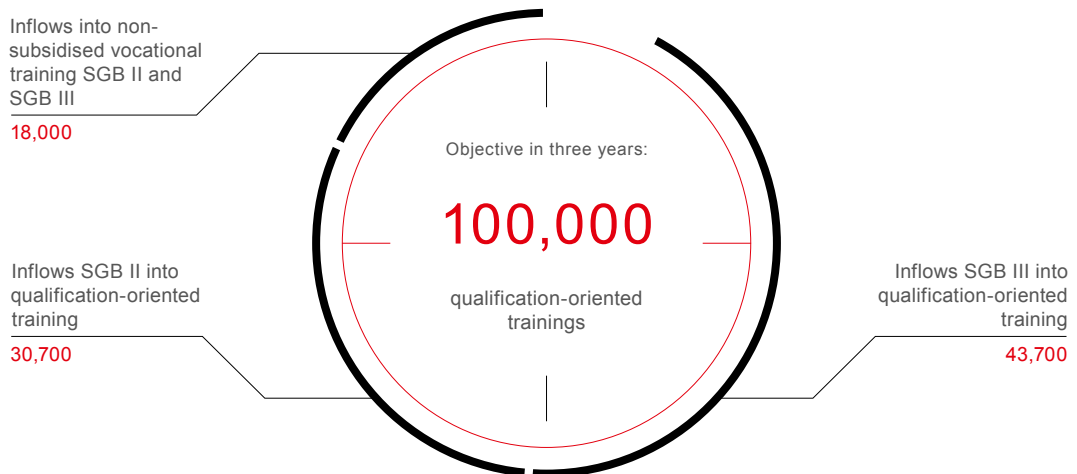 Inflows into non-
subsidised vocational
training SGB II and
SGB III
18,000
Objective in three years:
100,000
qualification-oriented
trainings
Inflows SGB II into
qualification-oriented
training
30,700
Inflows SGB III into
qualification-oriented
training
43,700